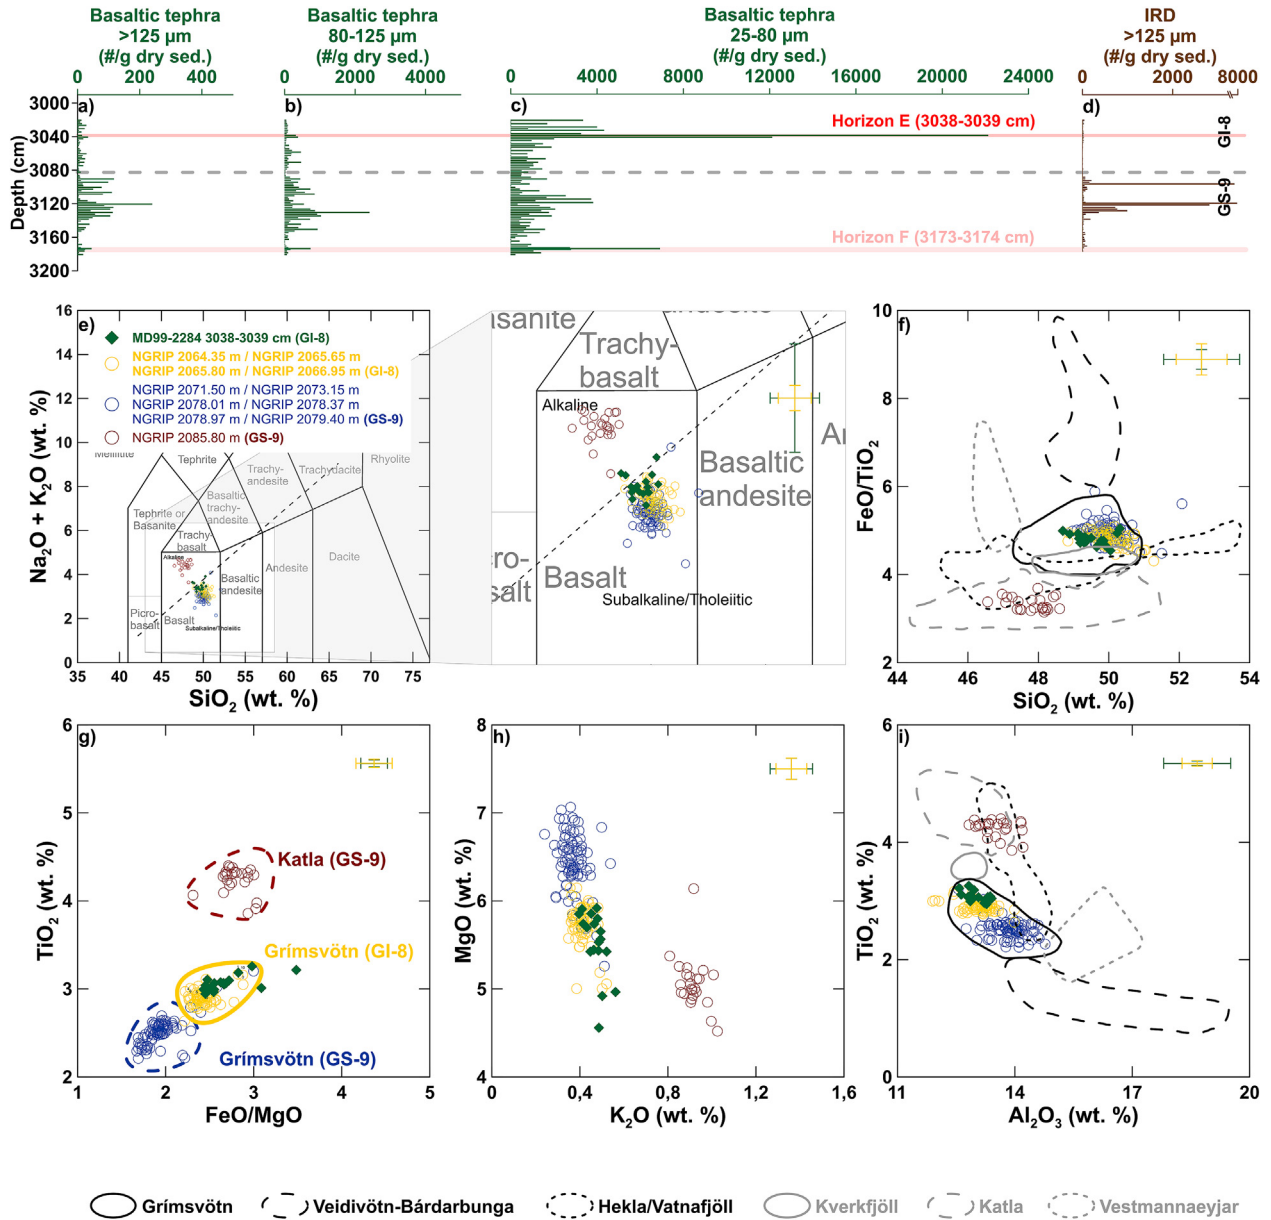 Basaltic tephra
>125 µm
(#/g dry sed.)
0 200 400
Basaltic tephra
80-125 µm
(#/g dry sed.)
0 2000 4000
Basaltic tephra
25-80 µm
(#/g dry sed.)
0 4000 8000 12000 16000 20000 24000
IRD
>125 µm
(#/g dry sed.)
0 2000 8000
Depth (cm)
3000
3040
3080
3120
3160
3200
a)
b)
c)
d)
Horizon E (3038-3039 cm)
Horizon F (3173-3174 cm)
GI-8
GS-9
e)
Na2O + K2O (wt. %)
16
14
12
10
8
6
4
2
0
35 40 45 50 55 60 65 70 75
SiO2 (wt. %)
MD99-2284 3038-3039 cm (GI-8)
NGRIP 2064.35 m / NGRIP 2065.65 m
NGRIP 2065.80 m / NGRIP 2066.95 m (GI-8)
NGRIP 2071.50 m / NGRIP 2073.15 m
NGRIP 2078.01 m / NGRIP 2078.37 m
NGRIP 2078.97 m / NGRIP 2079.40 m (GS-9)
NGRIP 2085.80 m (GS-9)
Melilitite
Tephrite
Trachy-
andesite
Trachydacite
Rhyolite
Basaltic
trachy-
andesite
Tephrite or
Basanite
Trachy-
basalt
Alkaline
Basaltic
andesite
Andesite
Dacite
Picro-
basalt
Basalt
Subalkaline/Tholeiitic
asanite
andesite
Trachy-
basalt
Alkaline
Basaltic
andesite
Basalt
Subalkaline/Tholeiitic
f)
FeO/TiO2
10
8
6
4
2
44 46 48 50 52 54
SiO2 (wt. %)
g)
TiO2 (wt. %)
6
5
4
3
2
1 2 3 4 5
FeO/MgO
Katla (GS-9)
Grímsvötn (GI-8)
Grímsvötn (GS-9)
h)
MgO (wt. %)
8
7
6
5
4
0 0,4 0,8 1,2 1,6
K2O (wt. %)
i)
TiO2 (wt. %)
6
4
2
0
11 14 17 20
Al2O3 (wt. %)
Grímsvötn
Veidivötn-Bárdarbunga
Hekla/Vatnafjöll
Kverkfjöll
Katla
Vestmannaeyjar